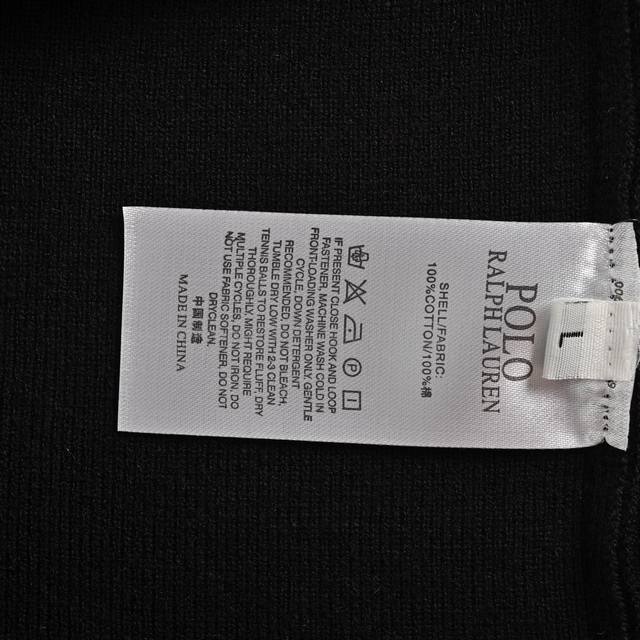 L
POLO
RALPH LAUREN
SHELL/FABRIC:
100%COTTON/100%棉
IF PRESENT, CLOSE HOOK AND LOOP
FASTENER, MACHINE WASH COLD IN
FRONT-LOADING WASHER ONLY, GENTLE
CYCLE, DOWN DETERGENT
RECOMMENDED, DO NOT BLEACH,
TUMBLE DRY LOW WITH 2-3 CLEAN
TENNIS BALLS TO RESTORE FLUFF. DRY
THOROUGHLY, MIGHT REQUIRE
MULTIPLE CYCLES, DO NOT IRON, DO
NOT USE FABRIC SOFTENER. DO NOT
DRYCLEAN.
中國制造
MADE IN CHINA